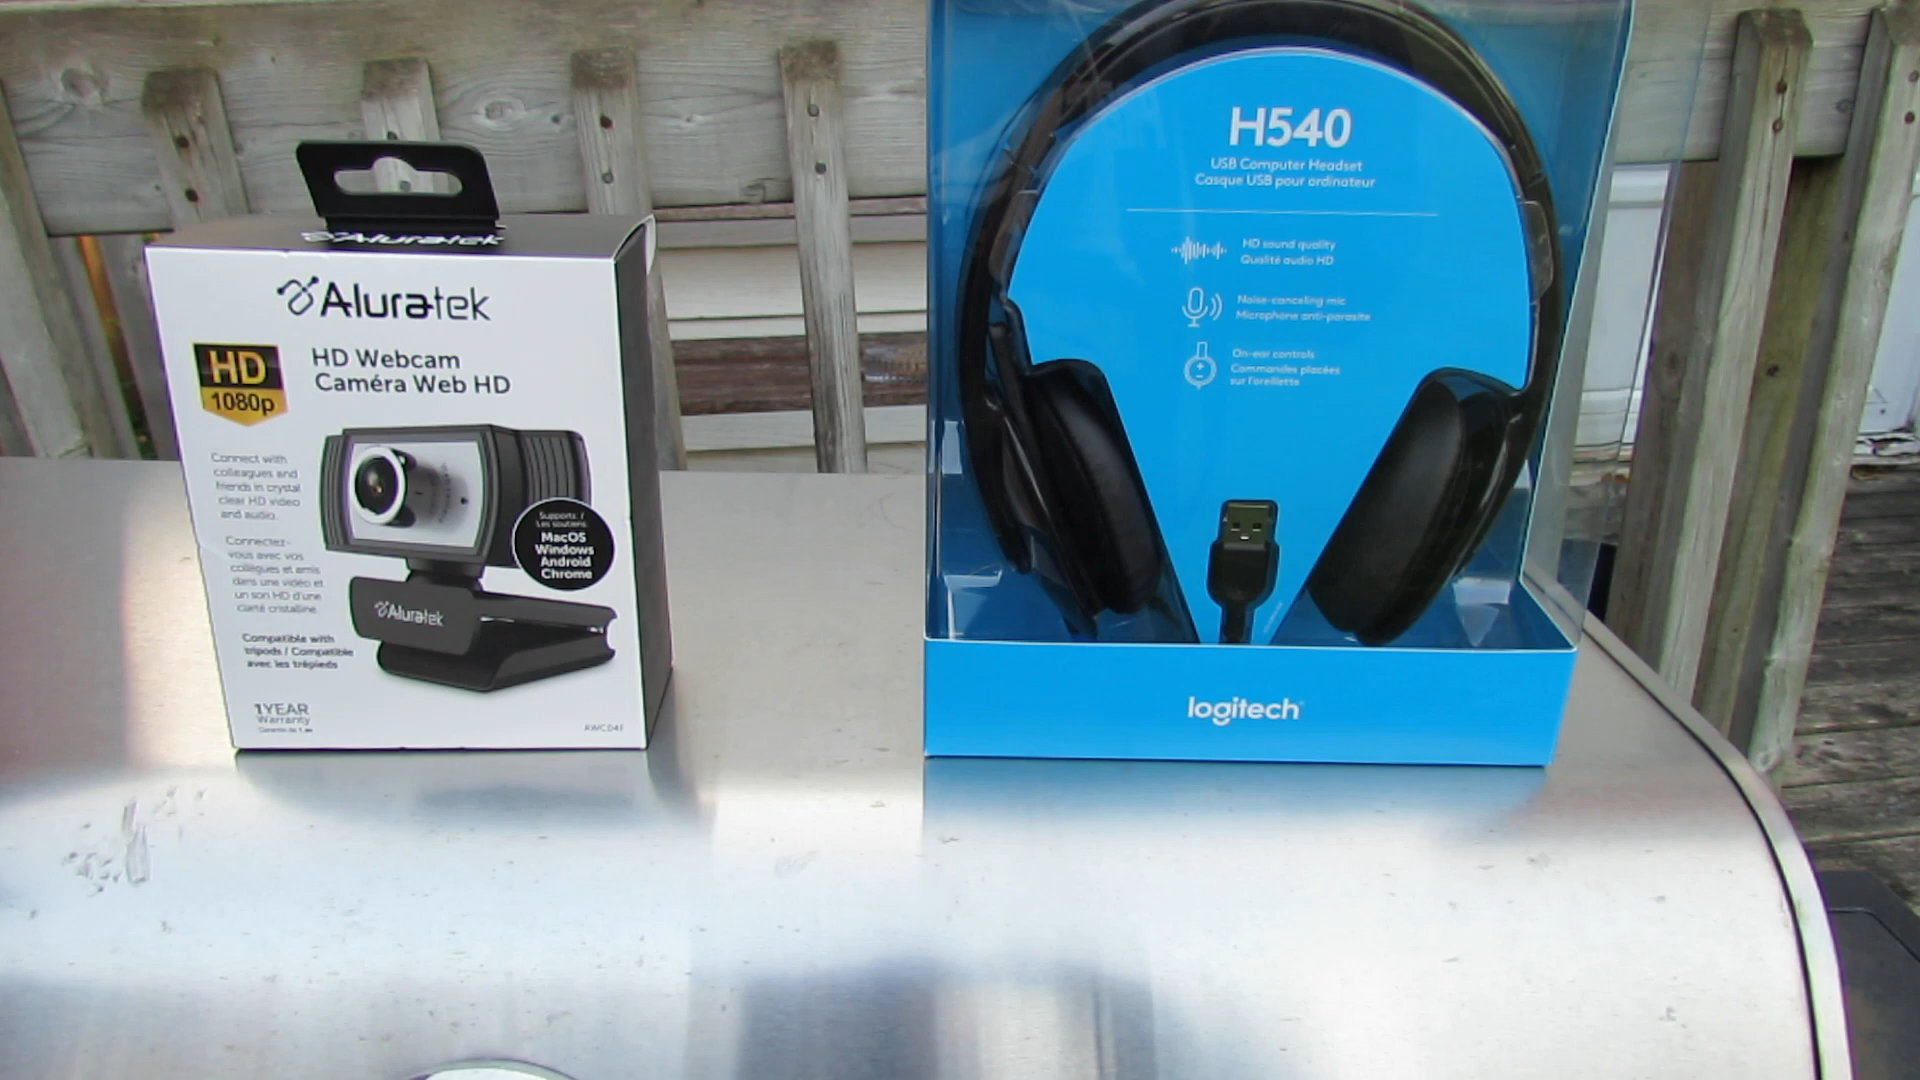 Aluratek
Aluratek
HD
1080p
HD Webcam
Caméra Web HD
Connect with
colleagues and
friends in crystal
clear HD video
and audio.
Connectez-
vous avec vos
collègues et amis
dans une vidéo et
un son HD d'une
clarté cristalline.
Supports: /
Les soutiens:
MacOS
Windows
Android
Chrome
Aluratek
Compatible with
tripods / Compatible
avec les trépieds
1 YEAR
Warranty
Garantie de 1 an
AWC04F
H540
USB Computer Headset
Casque USB pour ordinateur
HD sound quality
Qualité audio HD
Noise-canceling mic
Microphone anti-parasite
On-ear controls
Commandes placées
sur l'oreillette
logitech